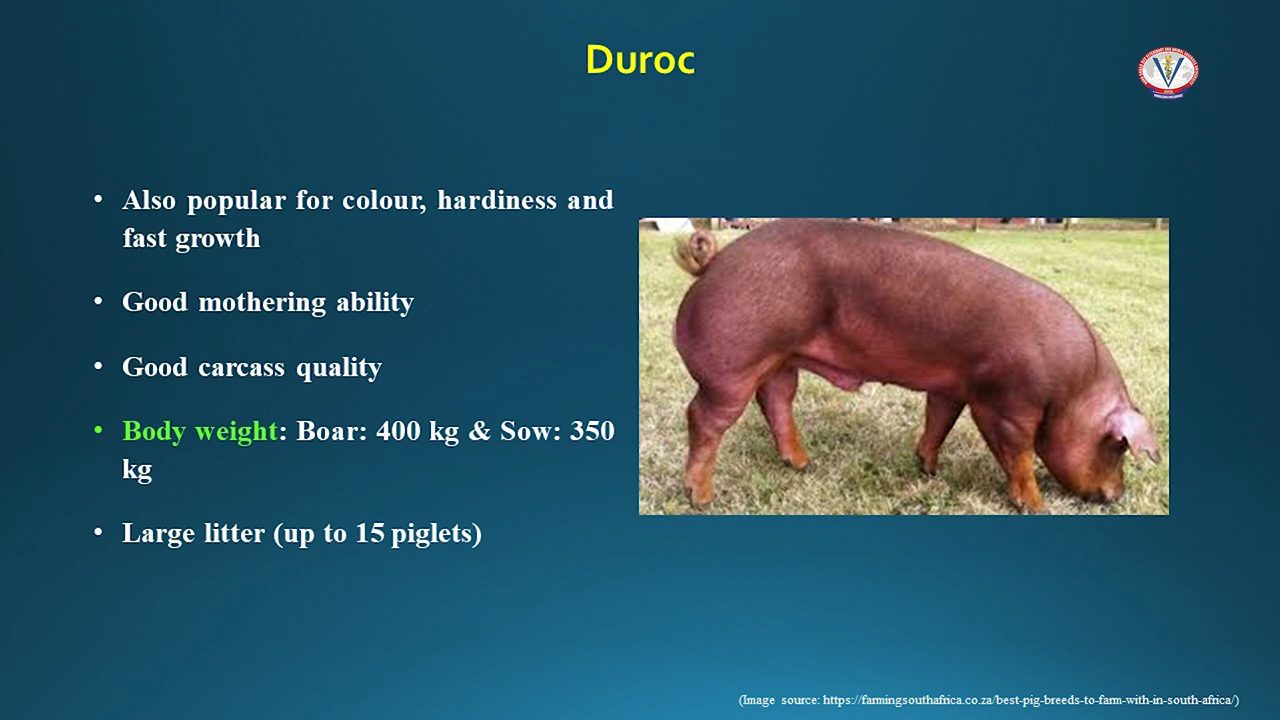 Duroc
• Also popular for colour, hardiness and
fast growth
• Good mothering ability
• Good carcass quality
• Body weight: Boar: 400 kg & Sow: 350
kg
• Large litter (up to 15 piglets)
(Image source: https://farmingsouthafrica.co.za/best-pig-breeds-to-farm-with-in-south-africa/)